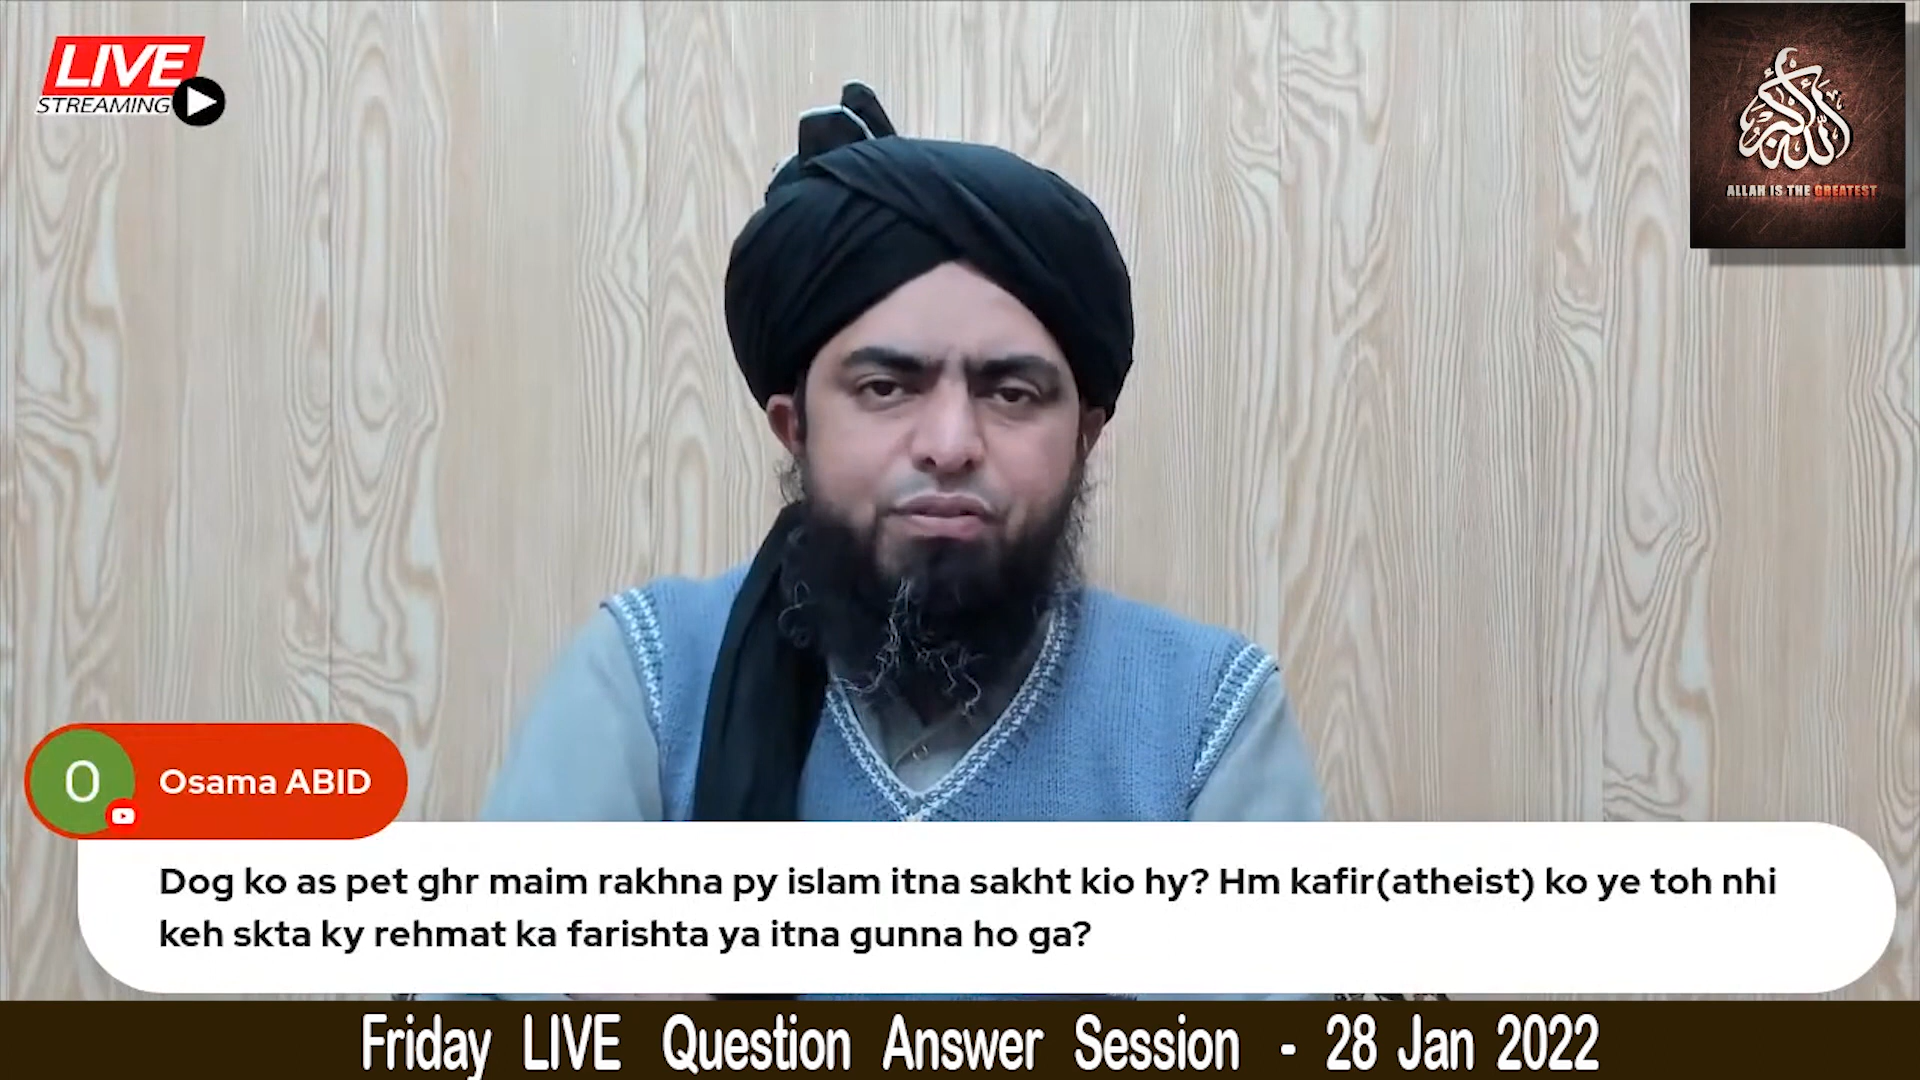 LIVE
STREAMING
الله أكبر
ALLAH IS THE GREATEST
O
Osama ABID
Dog ko as pet ghr maim rakhna py islam itna sakht kio hy? Hm kafir(atheist) ko ye toh nhi
keh skta ky rehmat ka farishta ya itna gunna ho ga?
Friday LIVE Question Answer Session - 28 Jan 2022